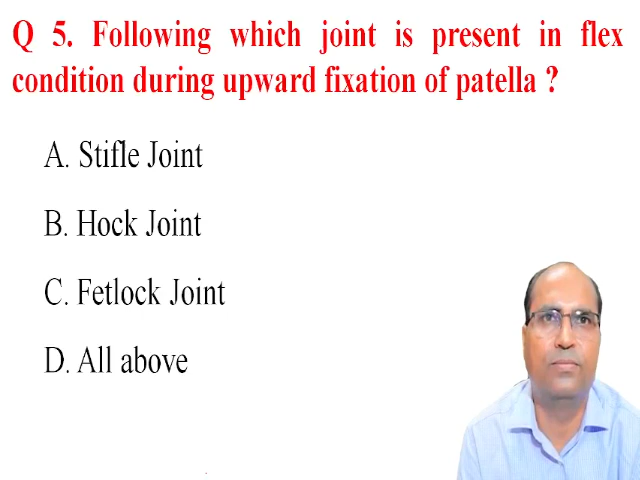 Q 5. Following which joint is present in flex
condition during upward fixation of patella ?
A. Stifle Joint
B. Hock Joint
C. Fetlock Joint
D. All above